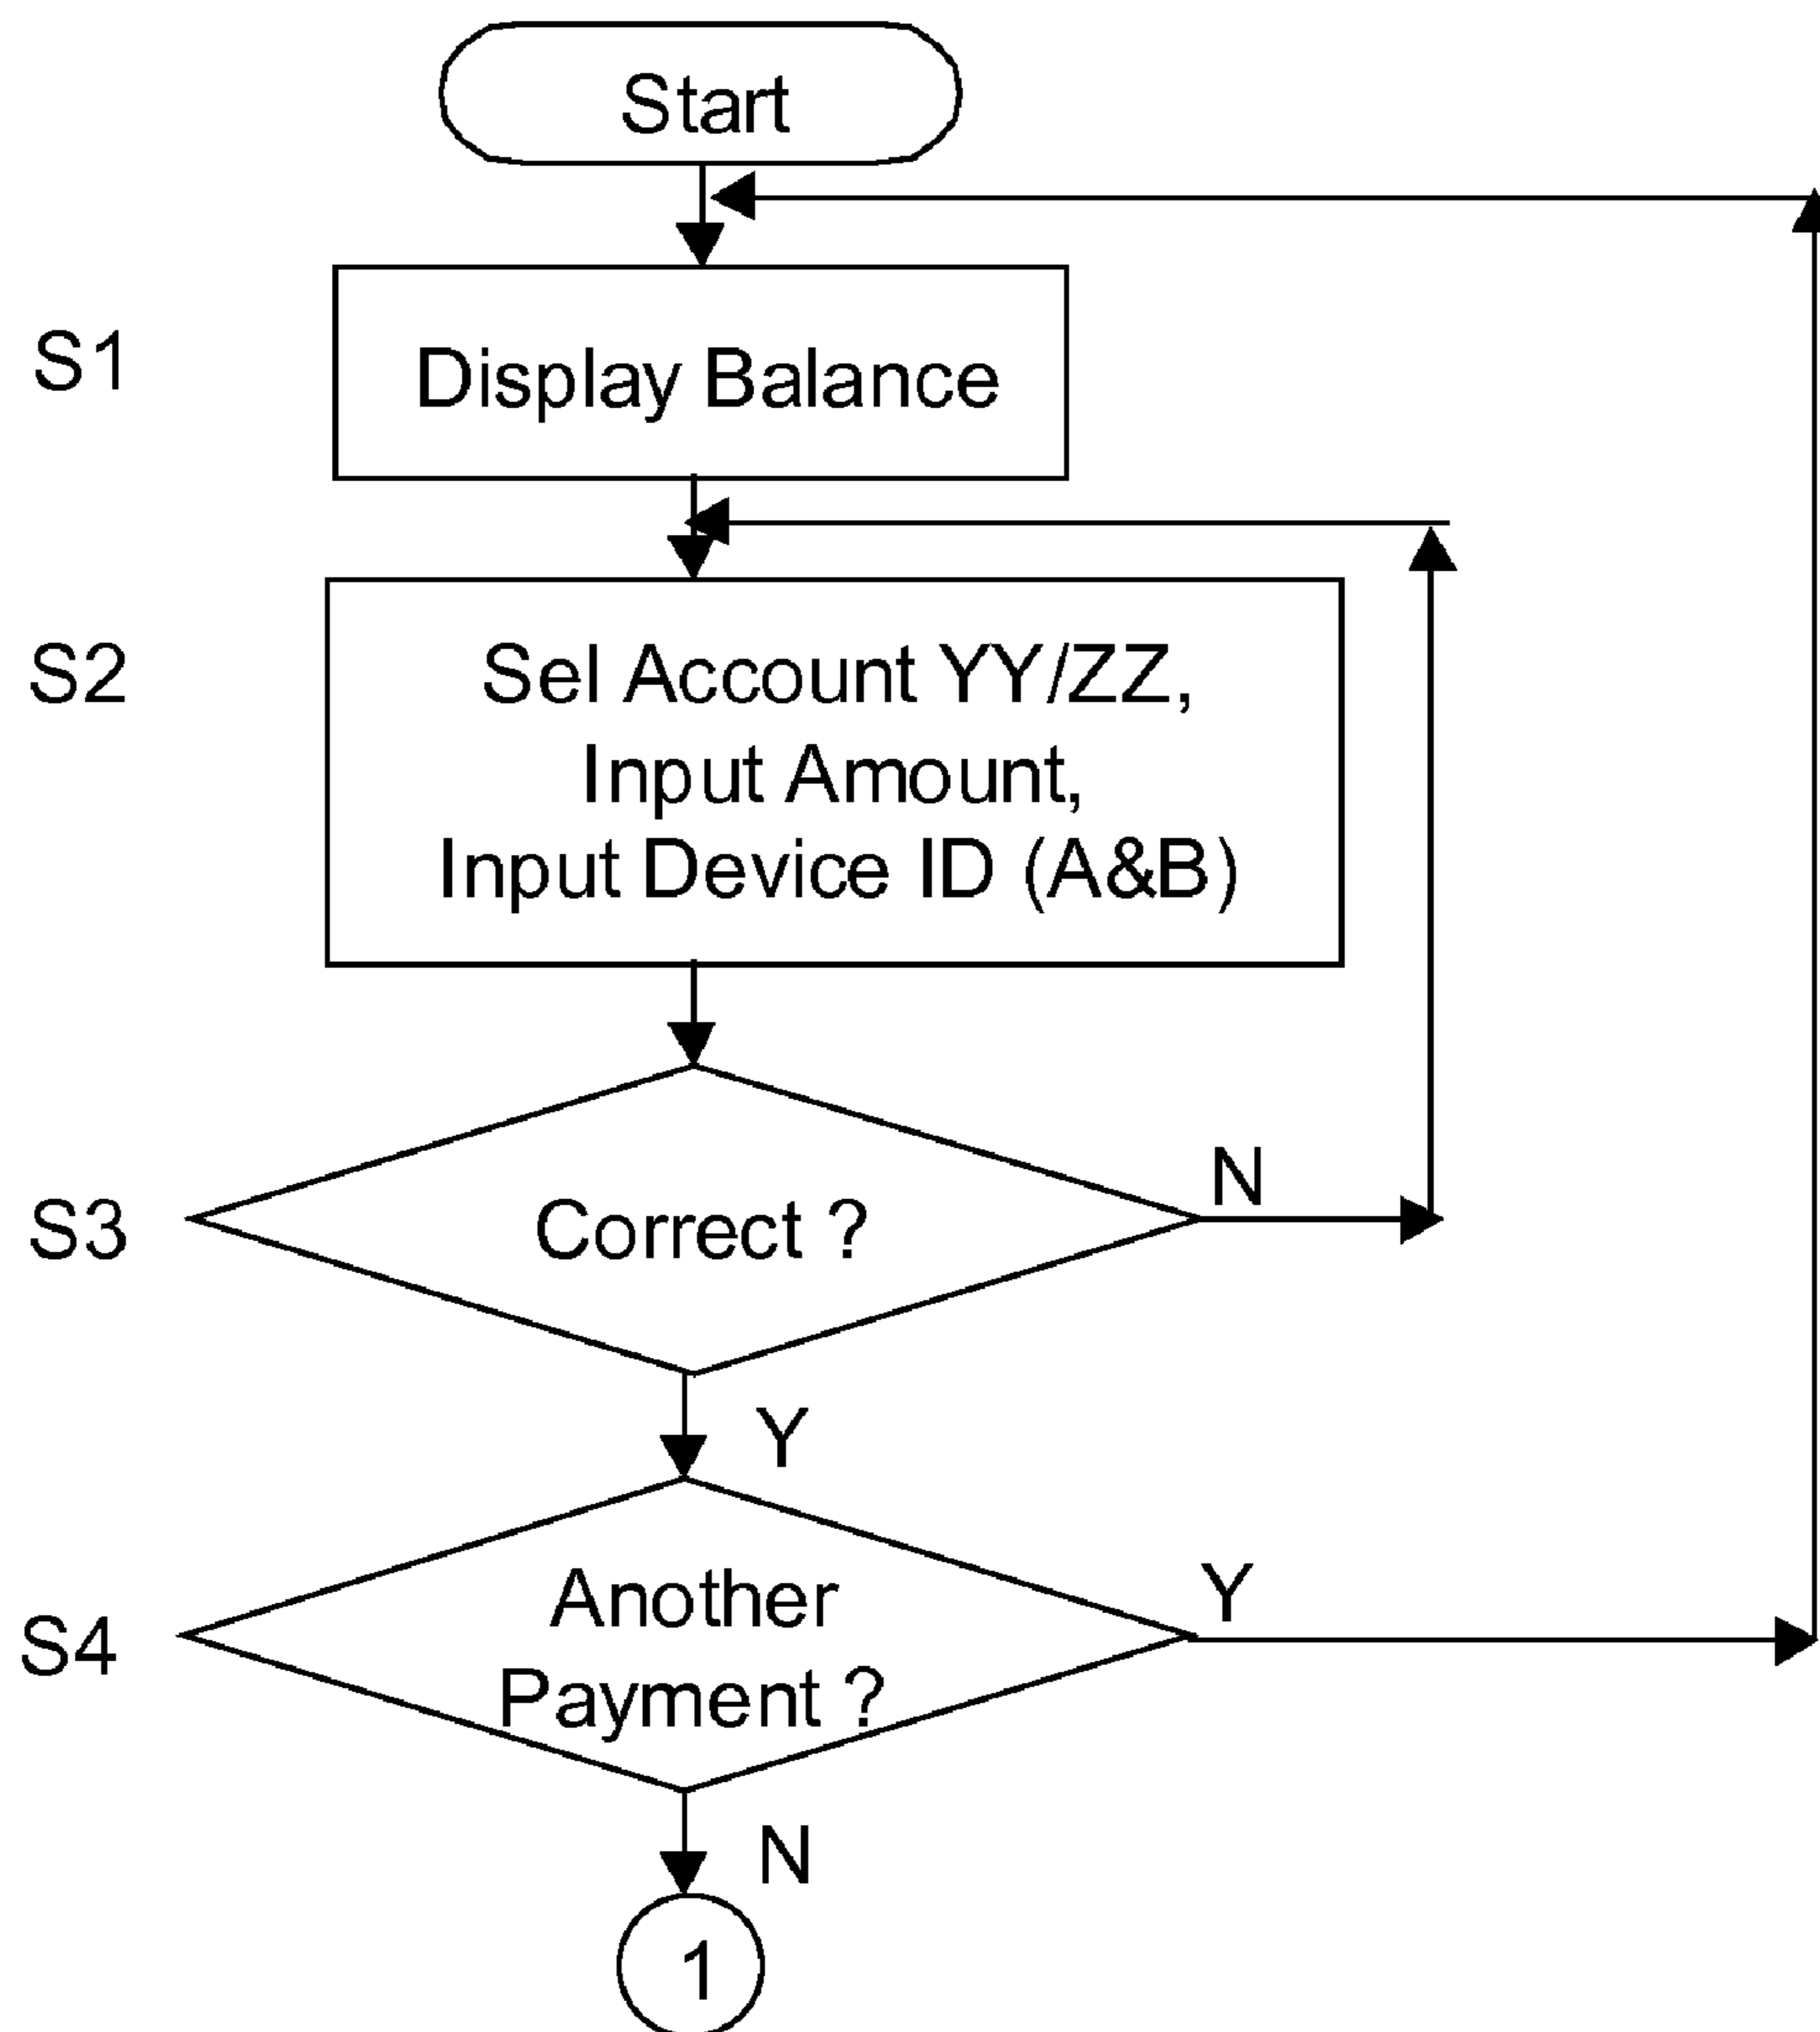 Start
S1
Display Balance
S2
Sel Account YY/ZZ,
Input Amount,
Input Device ID (A&B)
S3
Correct ?
N
Y
S4
Another
Payment ?
Y
N
1